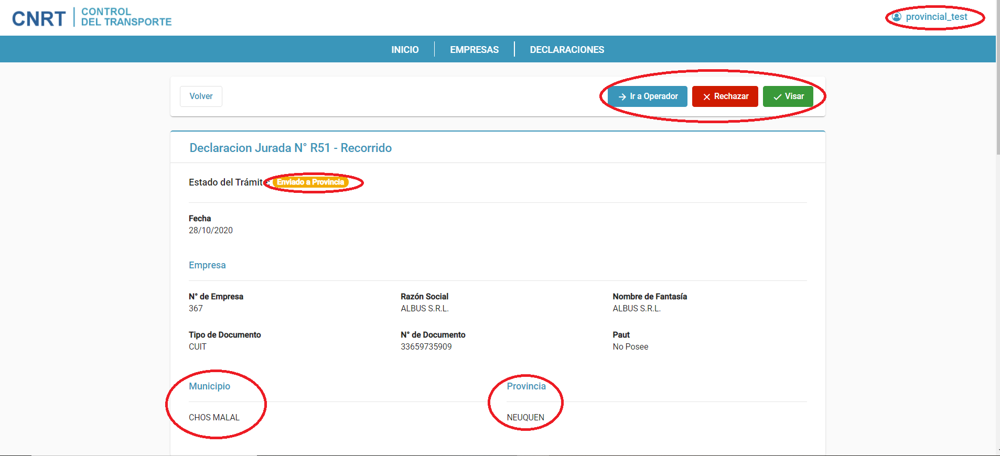 CNRT CONTROL
DEL TRANSPORTE
provincial_test
INICIO EMPRESAS DECLARACIONES
Volver Ir a Operador Rechazar Visar
Declaracion Jurada N° R51 - Recorrido
Estado del Trámite: Enviado a Provincia
Fecha
28/10/2020
Empresa
N° de Empresa Razón Social Nombre de Fantasía
367 ALBUS S.R.L. ALBUS S.R.L.
Tipo de Documento N° de Documento Paut
CUIT 33659735909 No Posee
Municipio Provincia
CHOS MALAL NEUQUEN